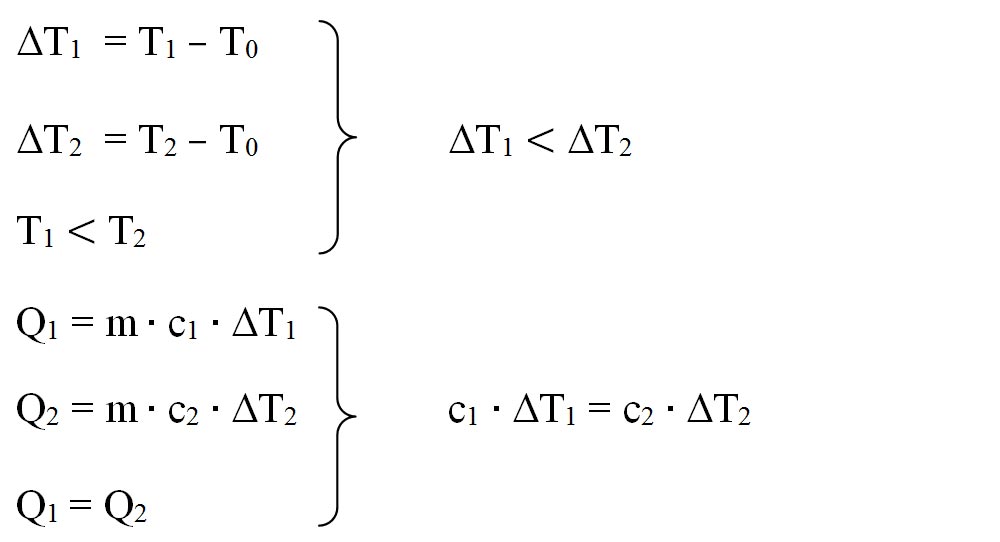 ΔT₁ = T₁ – T₀
ΔT₂ = T₂ – T₀
ΔT₁ < ΔT₂
T₁ < T₂
Q₁ = m · c₁ · ΔT₁
Q₂ = m · c₂ · ΔT₂
c₁ · ΔT₁ = c₂ · ΔT₂
Q₁ = Q₂